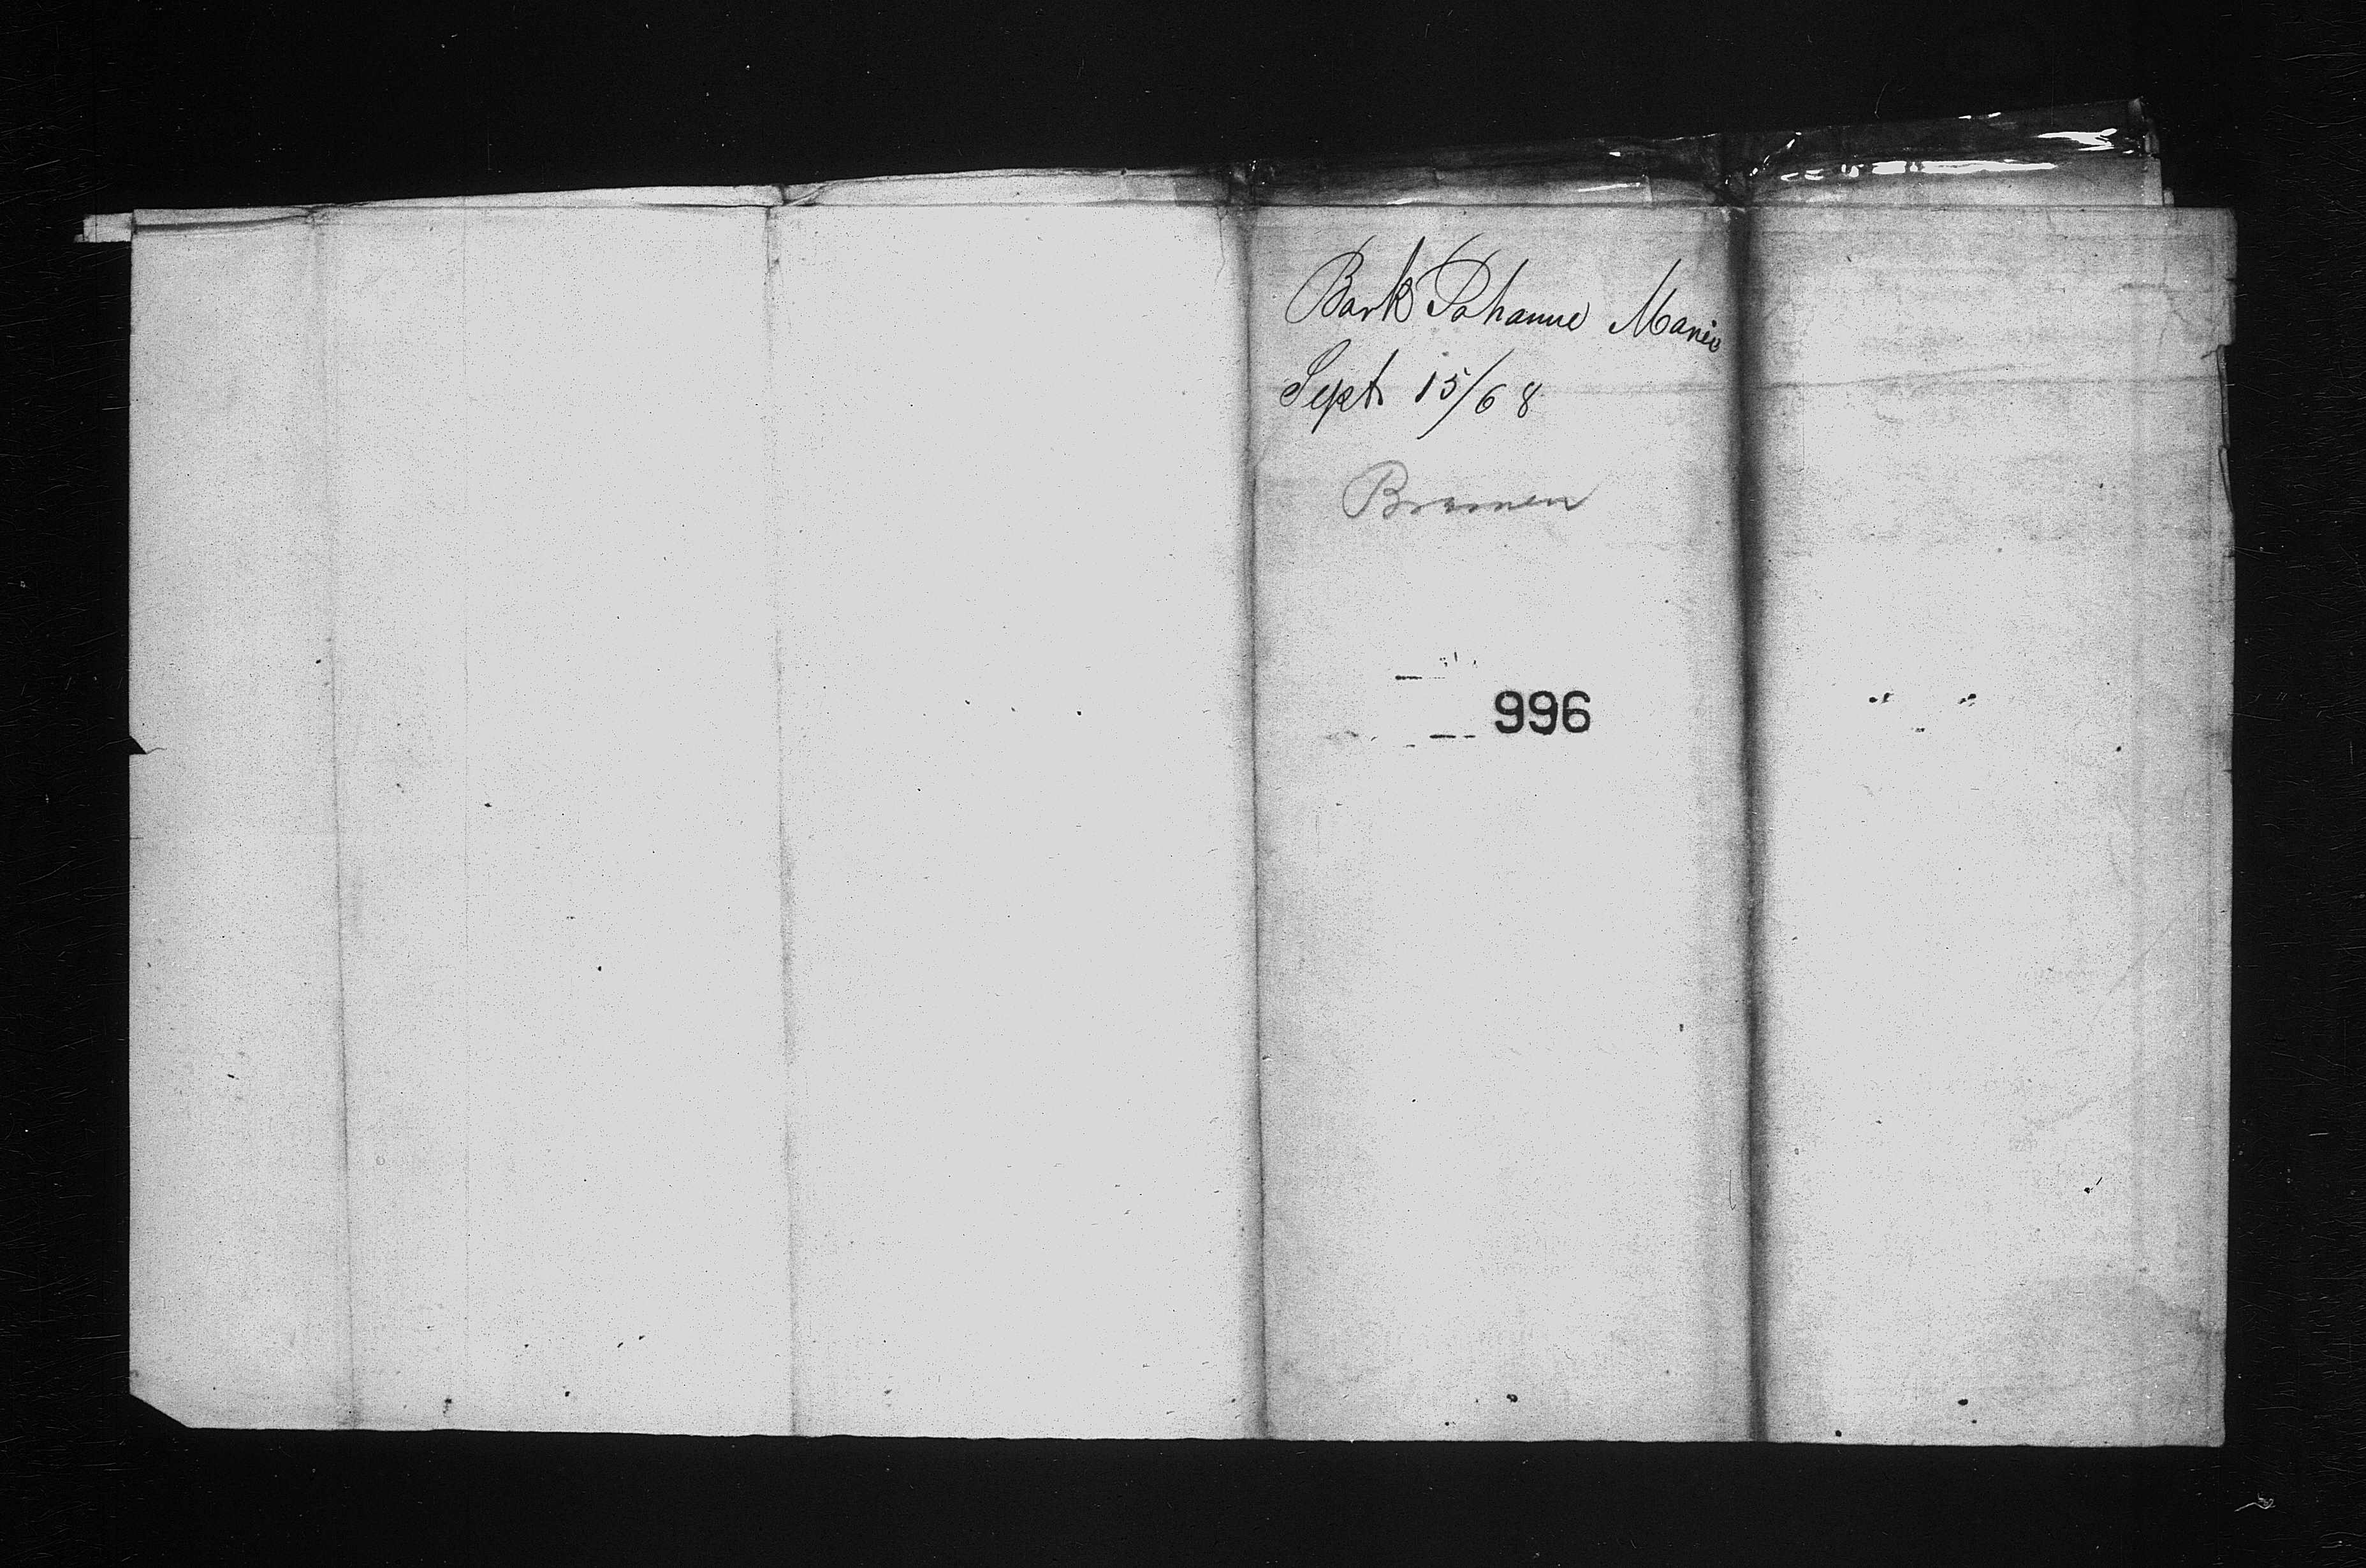 Bark Johanne Marie
Sept 15/68
Bremen
996